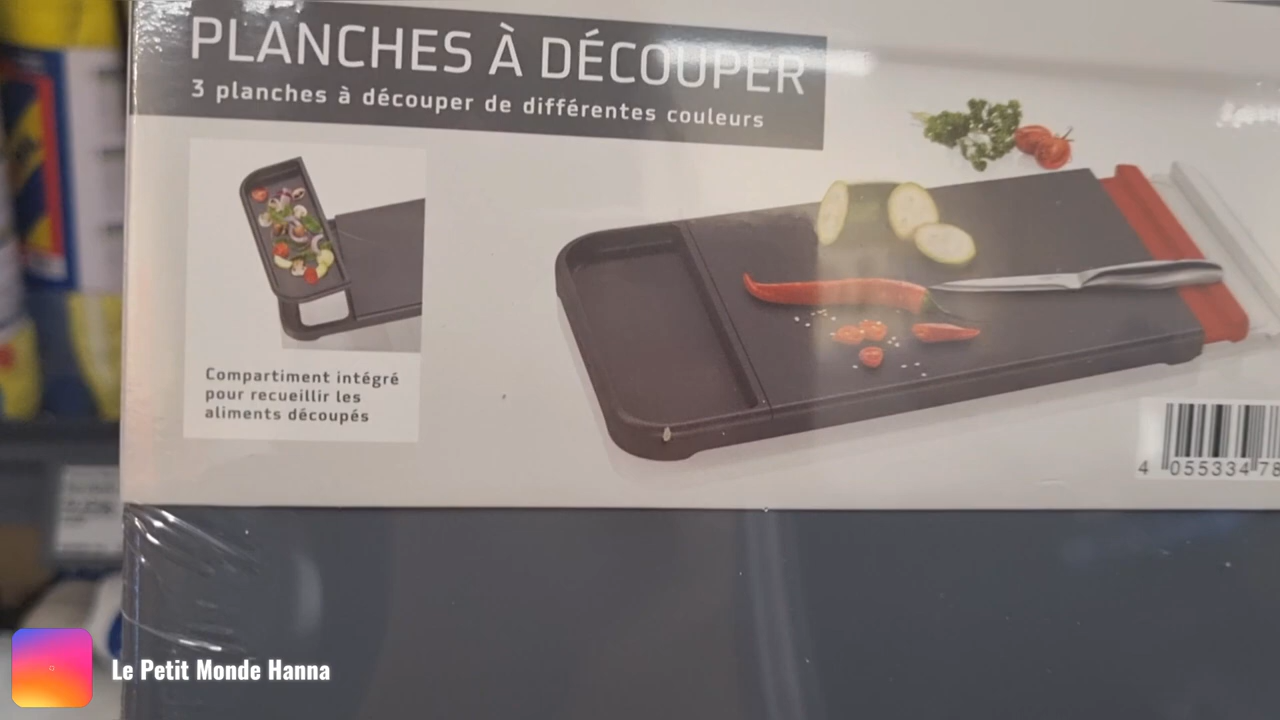 PLANCHES À DÉCOUPER
3 planches à découper de différentes couleurs
Compartiment intégré
pour recueillir les
aliments découpés
4 055334 78
Le Petit Monde Hanna